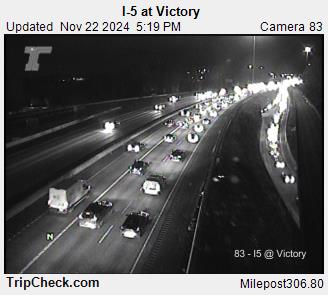 I-5 at Victory
Updated  Nov 22 2024  5:19 PM
Camera 83
T
N
83 - I5 @ Victory
TripCheck.com
Milepost306.80